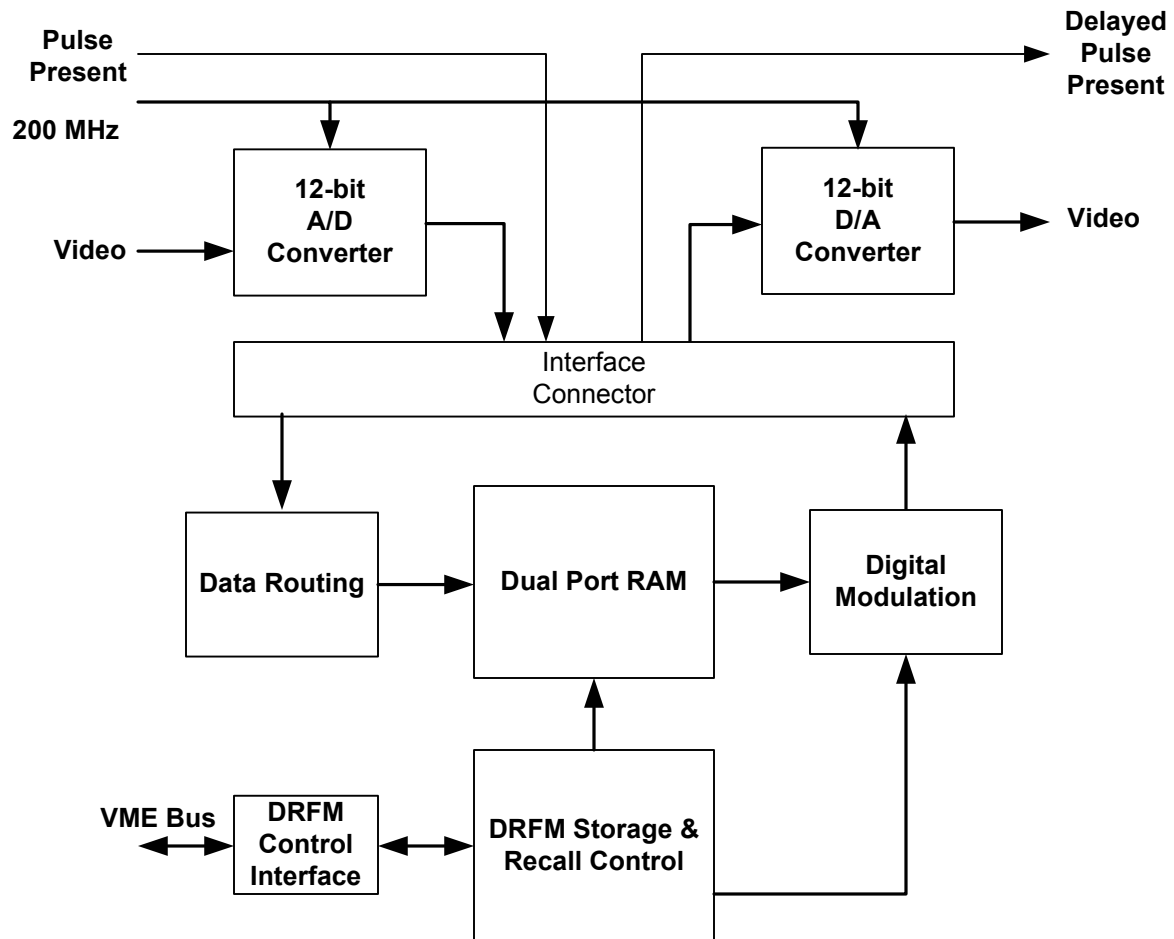 Pulse
Present
Delayed
Pulse
Present
200 MHz
12-bit
A/D
Converter
12-bit
D/A
Converter
Video
Video
Interface
Connector
Data Routing
Dual Port RAM
Digital
Modulation
VME Bus
DRFM
Control
Interface
DRFM Storage &
Recall Control